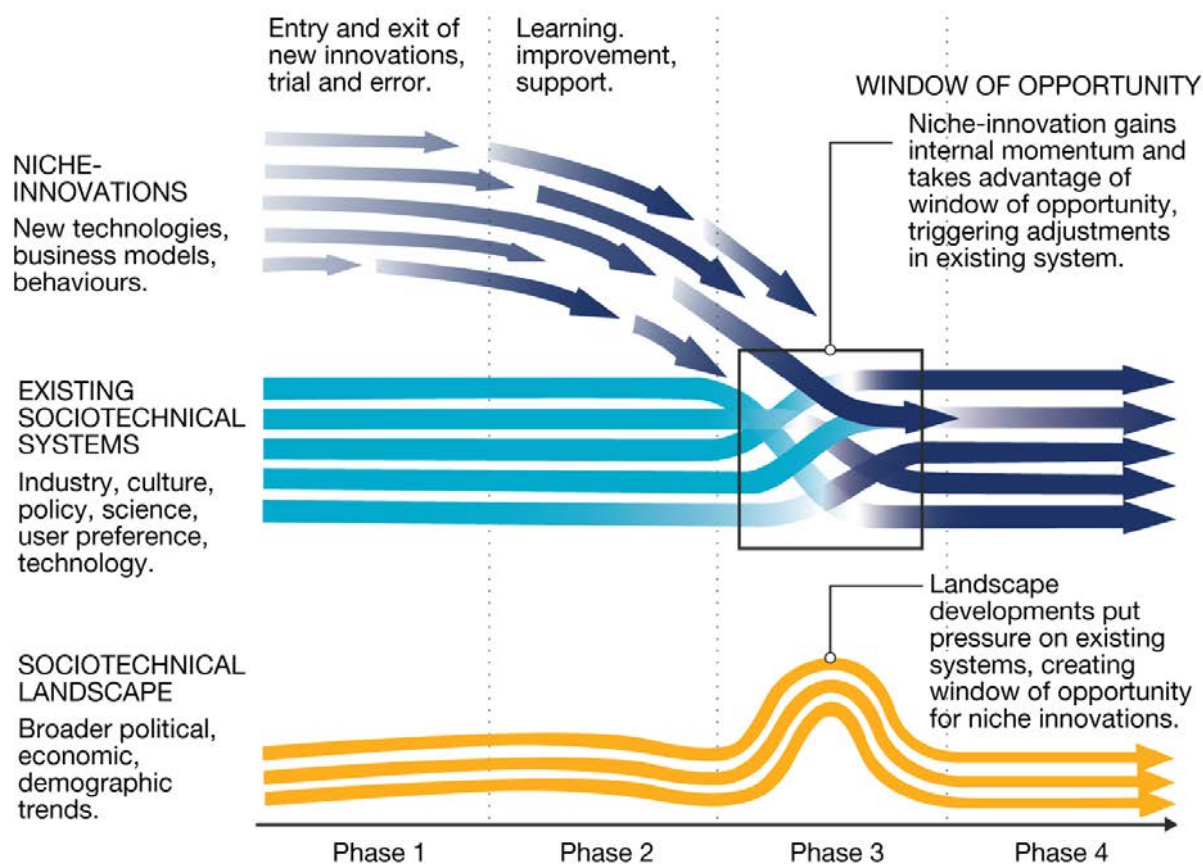 Entry and exit of
new innovations,
trial and error.
Learning.
improvement,
support.
WINDOW OF OPPORTUNITY
Niche-innovation gains
internal momentum and
takes advantage of
window of opportunity,
triggering adjustments
in existing system.
NICHE-
INNOVATIONS
New technologies,
business models,
behaviours.
EXISTING
SOCIOTECHNICAL
SYSTEMS
Industry, culture,
policy, science,
user preference,
technology.
Landscape
developments put
pressure on existing
systems, creating
window of opportunity
for niche innovations.
SOCIOTECHNICAL
LANDSCAPE
Broader political,
economic,
demographic
trends.
Phase 1
Phase 2
Phase 3
Phase 4